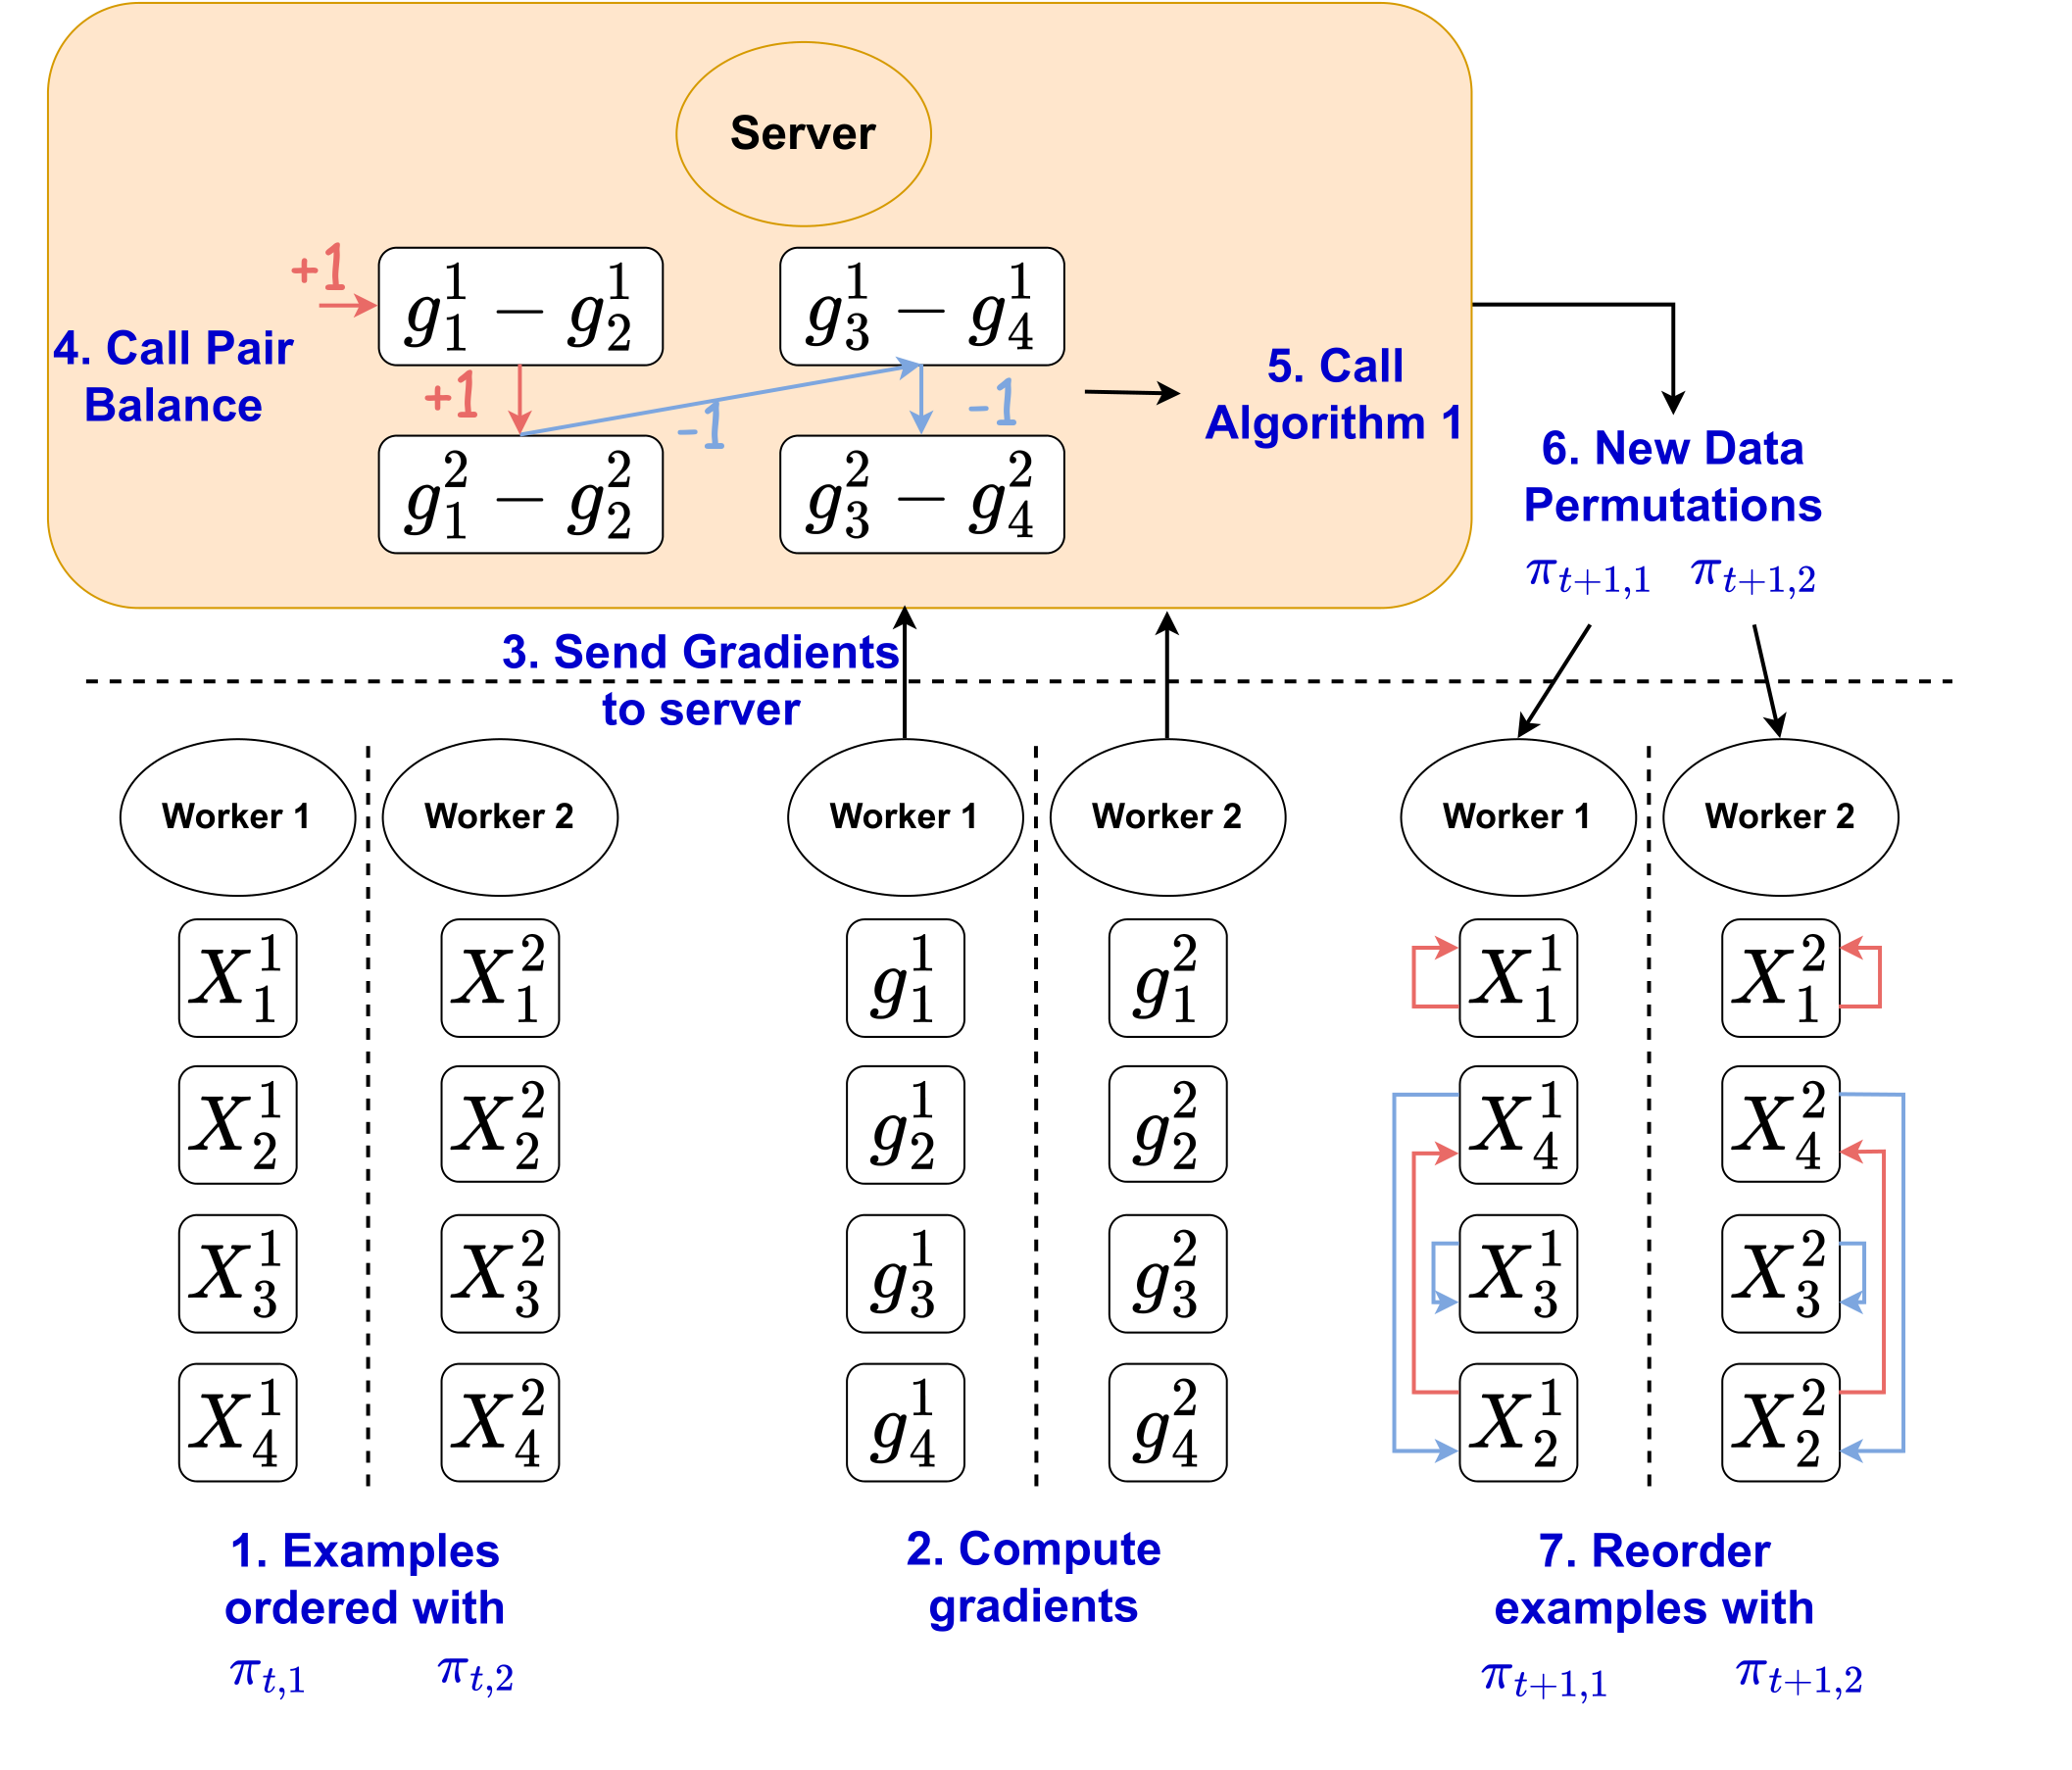 Server
+1
g_1^1 − g_2^1
g_3^1 − g_4^1
4. Call Pair
Balance
+1
-1
-1
5. Call
Algorithm 1
g_1^2 − g_2^2
g_3^2 − g_4^2
6. New Data
Permutations
π_{t+1,1} π_{t+1,2}
3. Send Gradients
to server
Worker 1 Worker 2 Worker 1 Worker 2 Worker 1 Worker 2
X_1^1 X_1^2 g_1^1 g_1^2 X_1^1 X_1^2
X_2^1 X_2^2 g_2^1 g_2^2 X_4^1 X_4^2
X_3^1 X_3^2 g_3^1 g_3^2 X_3^1 X_3^2
X_4^1 X_4^2 g_4^1 g_4^2 X_2^1 X_2^2
1. Examples
ordered with
π_{t,1} π_{t,2}
2. Compute
gradients
7. Reorder
examples with
π_{t+1,1} π_{t+1,2}